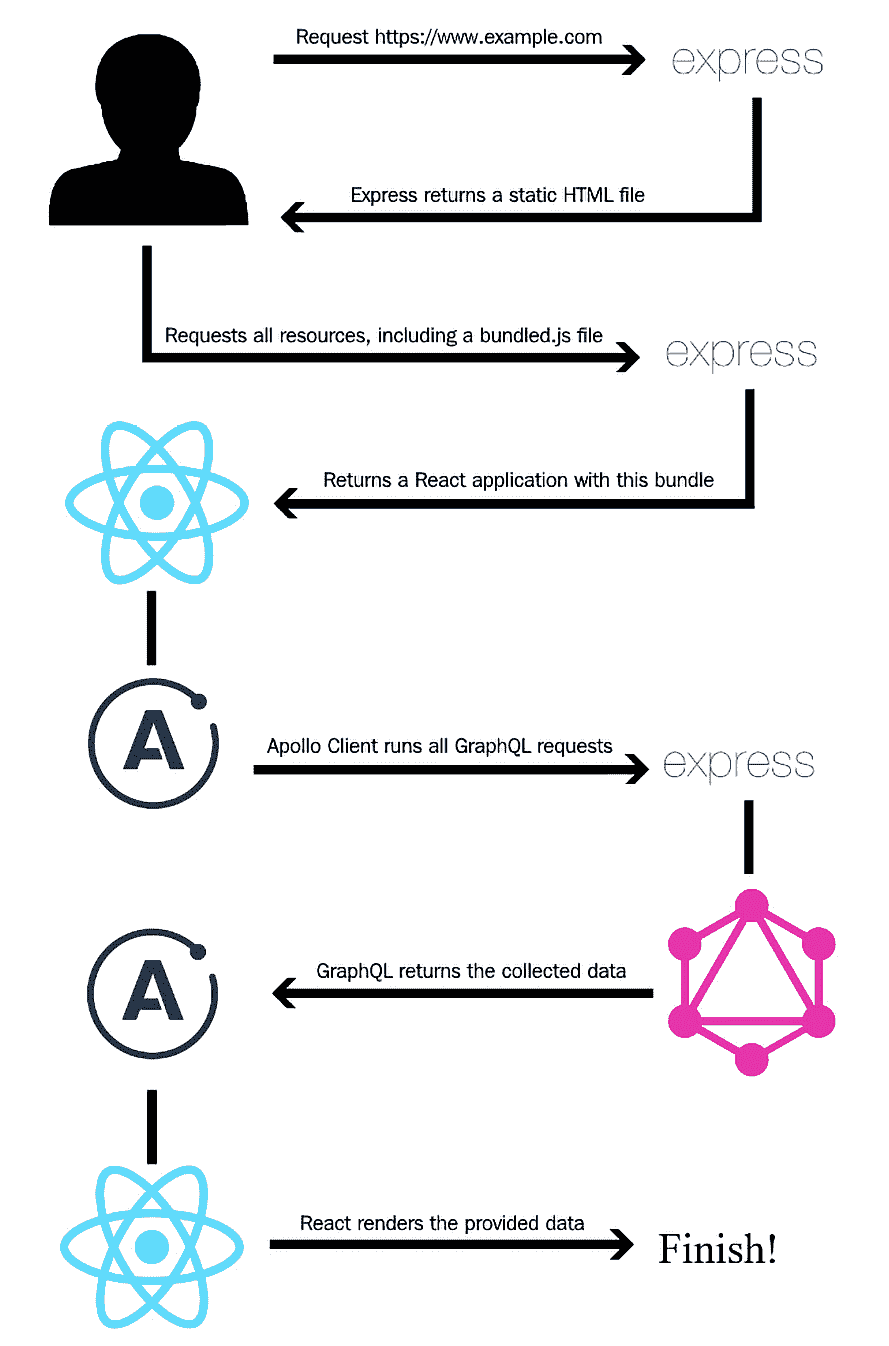 Request https://www.example.com
express
Express returns a static HTML file
Requests all resources, including a bundled.js file
express
Returns a React application with this bundle
A
Apollo Client runs all GraphQL requests
express
A
GraphQL returns the collected data
React renders the provided data
Finish!